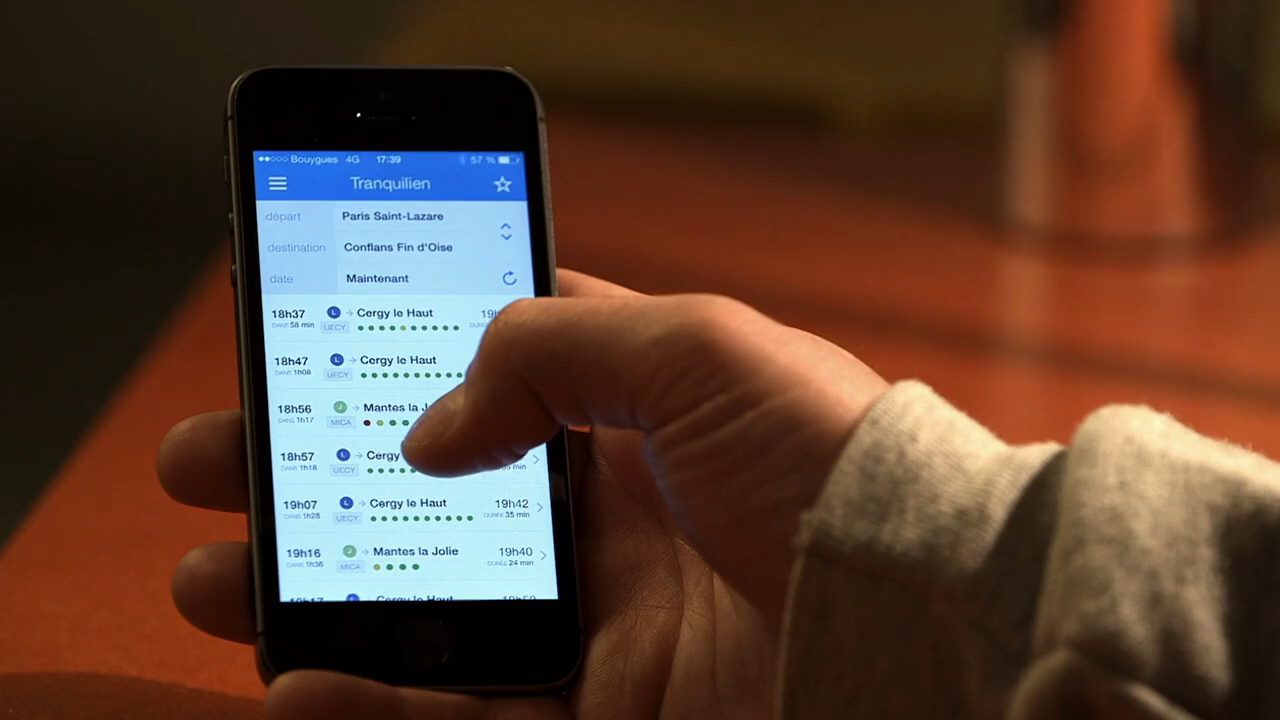 Bouygues 4G 17:39 57 %
Tranquilien
départ Paris Saint-Lazare
destination Conflans Fin d'Oise
date Maintenant
18h37 L → Cergy le Haut 19h
DANS 58 min UECY
18h47 L → Cergy le Haut
DANS 1h08 UECY
18h56 J → Mantes la J
DANS 1h17 MICA
18h57 L → Cergy
DANS 1h18 UECY min
19h07 L → Cergy le Haut 19h42
DANS 1h28 UECY DURÉE 35 min
19h16 J → Mantes la Jolie 19h40
DANS 1h36 MICA DURÉE 24 min
Cergy le Haut